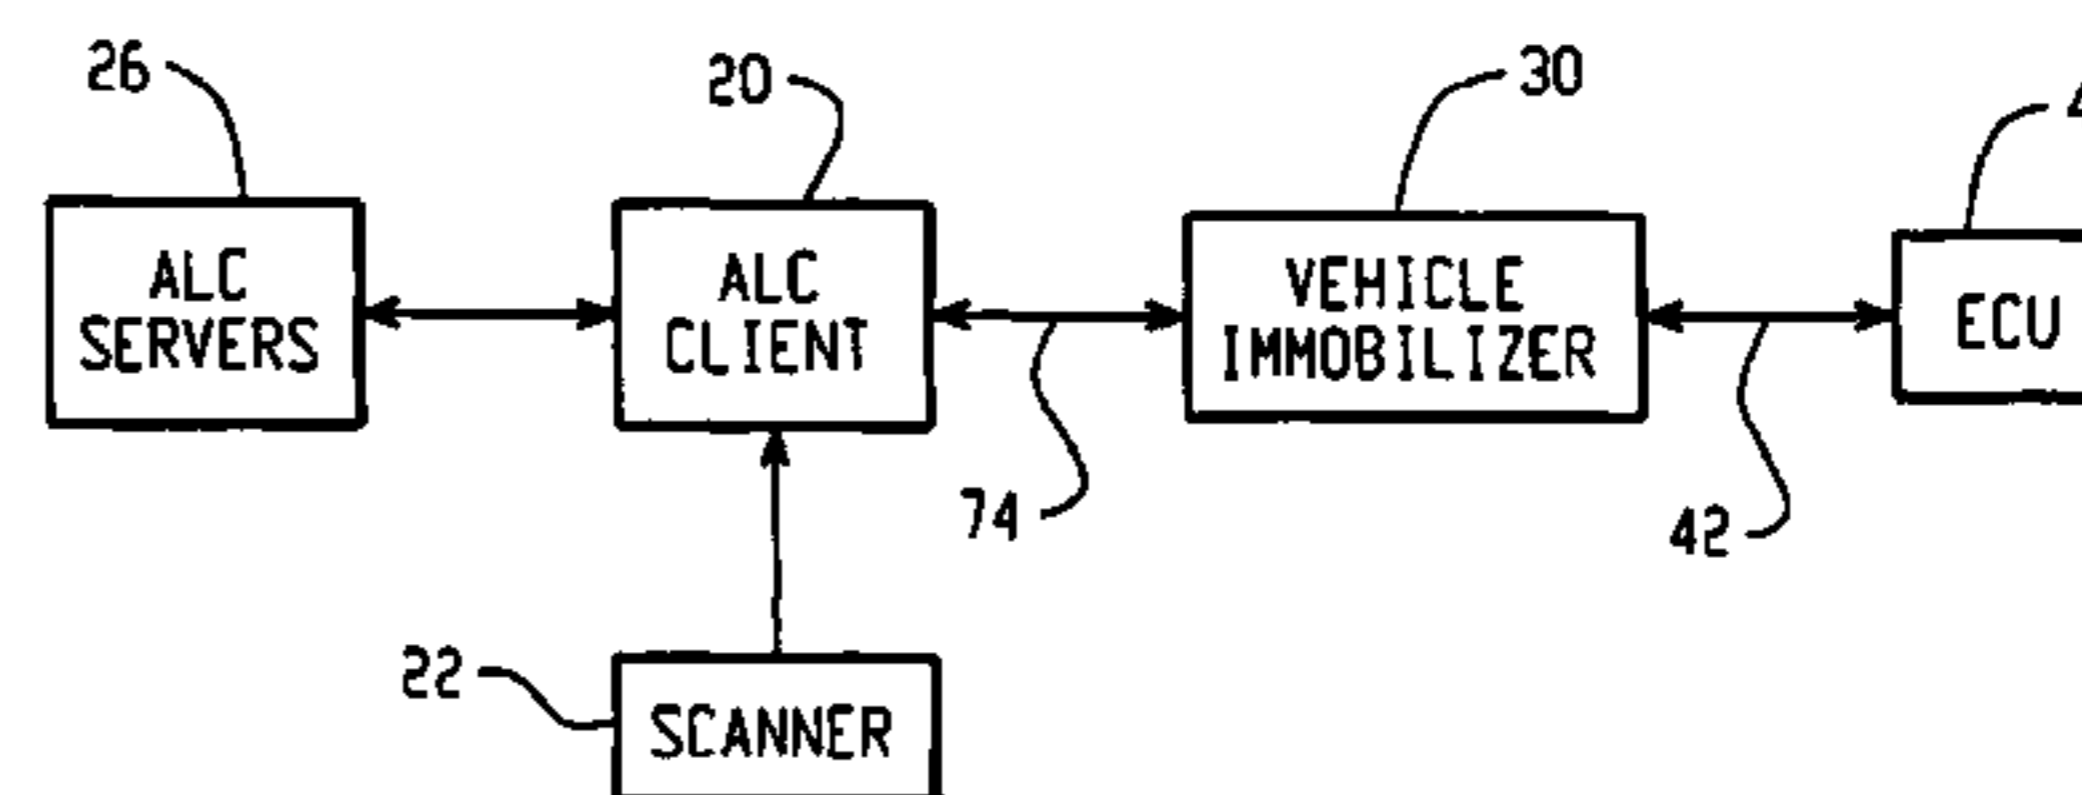 26
20
30
ALC
SERVERS
ALC
CLIENT
VEHICLE
IMMOBILIZER
ECU
74
42
22
SCANNER